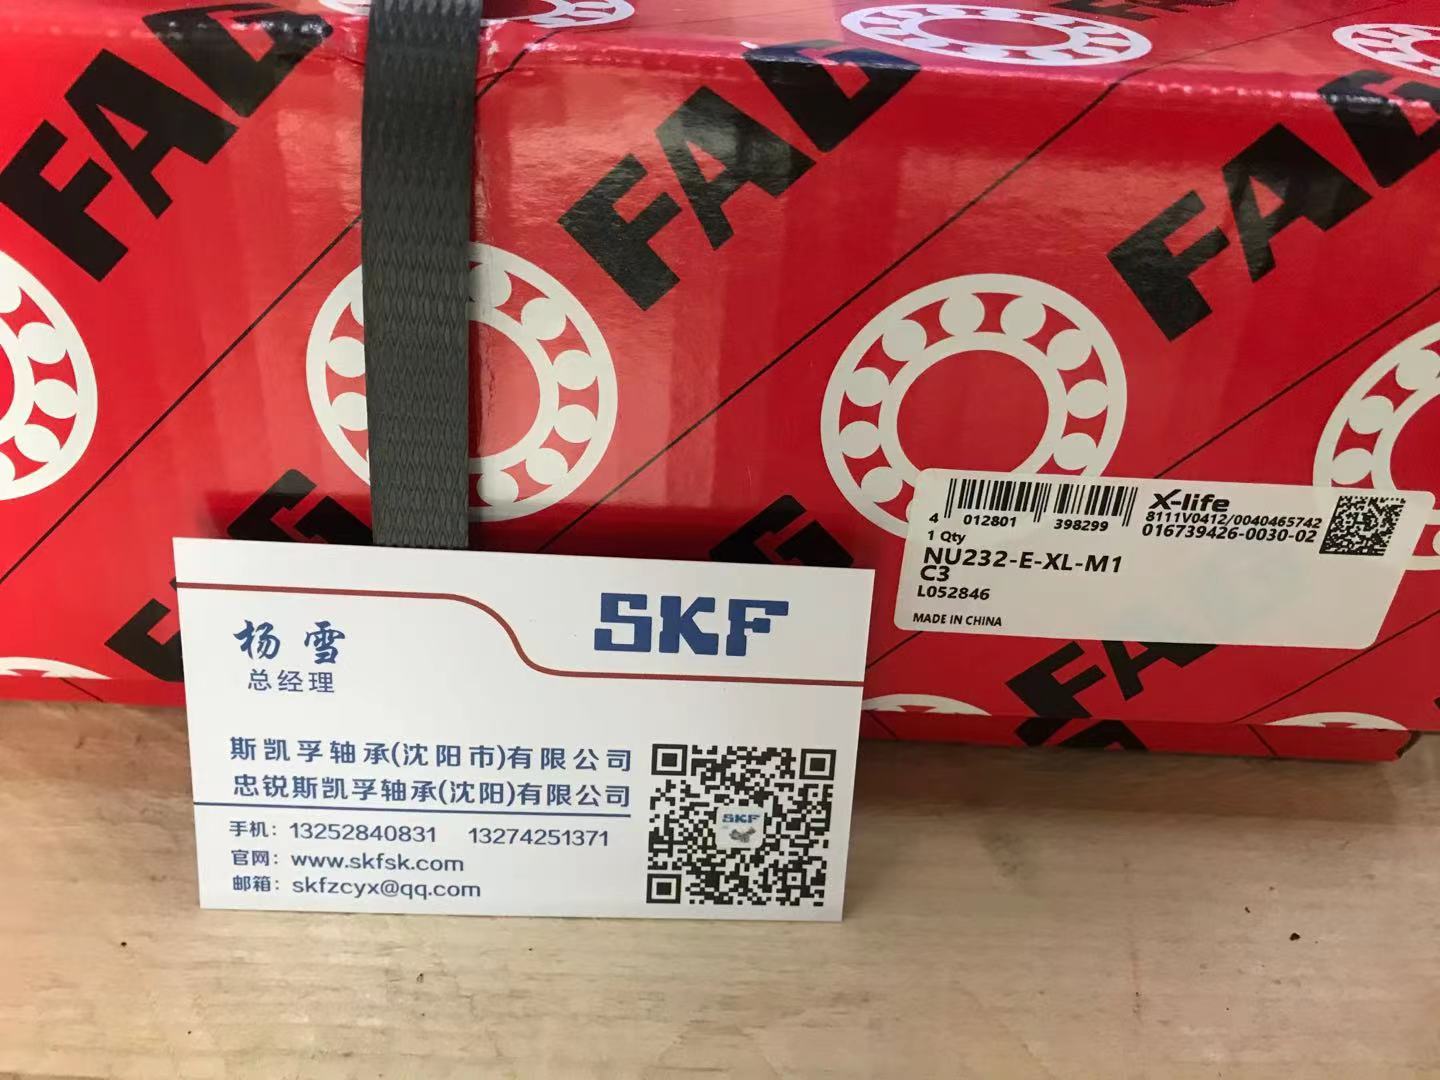 FAG
FAG
FAG
FAG
X-life
4 012801 398299
8111V0412/0040465742
016739426-0030-02
1 Qty
NU232-E-XL-M1
C3
L052846
MADE IN CHINA
FAG
SKF
杨雪
总经理
斯凯孚轴承(沈阳市)有限公司
忠锐斯凯孚轴承(沈阳)有限公司
手机：13252840831 13274251371
官网：www.skfsk.com
邮箱：skfzcyx@qq.com
SKF